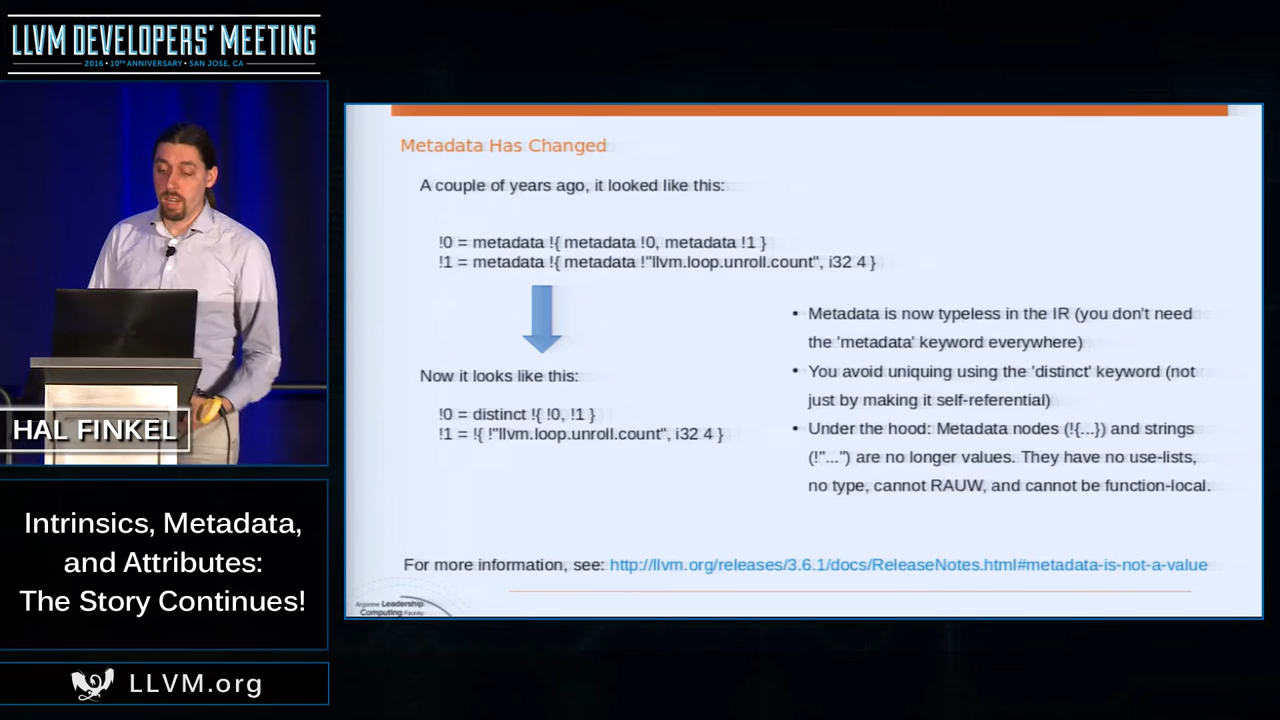 LLVM DEVELOPERS' MEETING
2016 • 10TH ANNIVERSARY • SAN JOSE, CA
HAL FINKEL
Intrinsics, Metadata,
and Attributes:
The Story Continues!
LLVM.org
Metadata Has Changed
A couple of years ago, it looked like this:
!0 = metadata !{ metadata !0, metadata !1 }
!1 = metadata !{ metadata !"llvm.loop.unroll.count", i32 4 }
Now it looks like this:
!0 = distinct !{ !0, !1 }
!1 = !{ !"llvm.loop.unroll.count", i32 4 }
• Metadata is now typeless in the IR (you don't need
the 'metadata' keyword everywhere)
• You avoid uniquing using the 'distinct' keyword (not
just by making it self-referential)
• Under the hood: Metadata nodes (!{...}) and strings
(!"...") are no longer values. They have no use-lists,
no type, cannot RAUW, and cannot be function-local.
For more information, see: http://llvm.org/releases/3.6.1/docs/ReleaseNotes.html#metadata-is-not-a-value
Argonne Leadership
Computing Facility